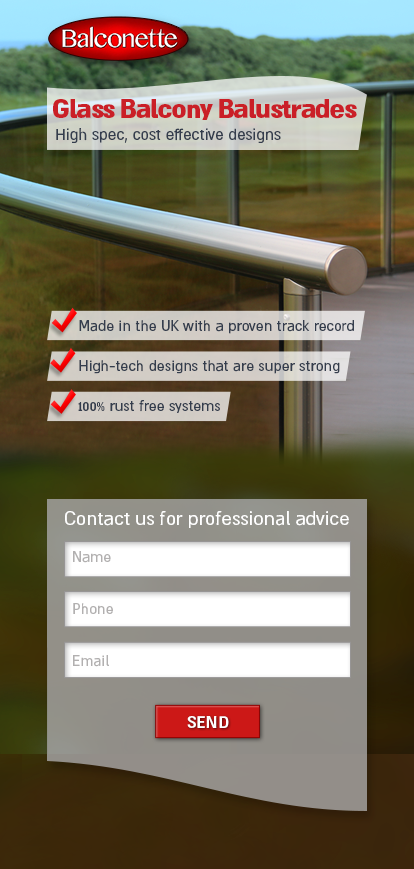 Balconette
Glass Balcony Balustrades
High spec, cost effective designs
Made in the UK with a proven track record
High-tech designs that are super strong
100% rust free systems
Contact us for professional advice
Name
Phone
Email
SEND